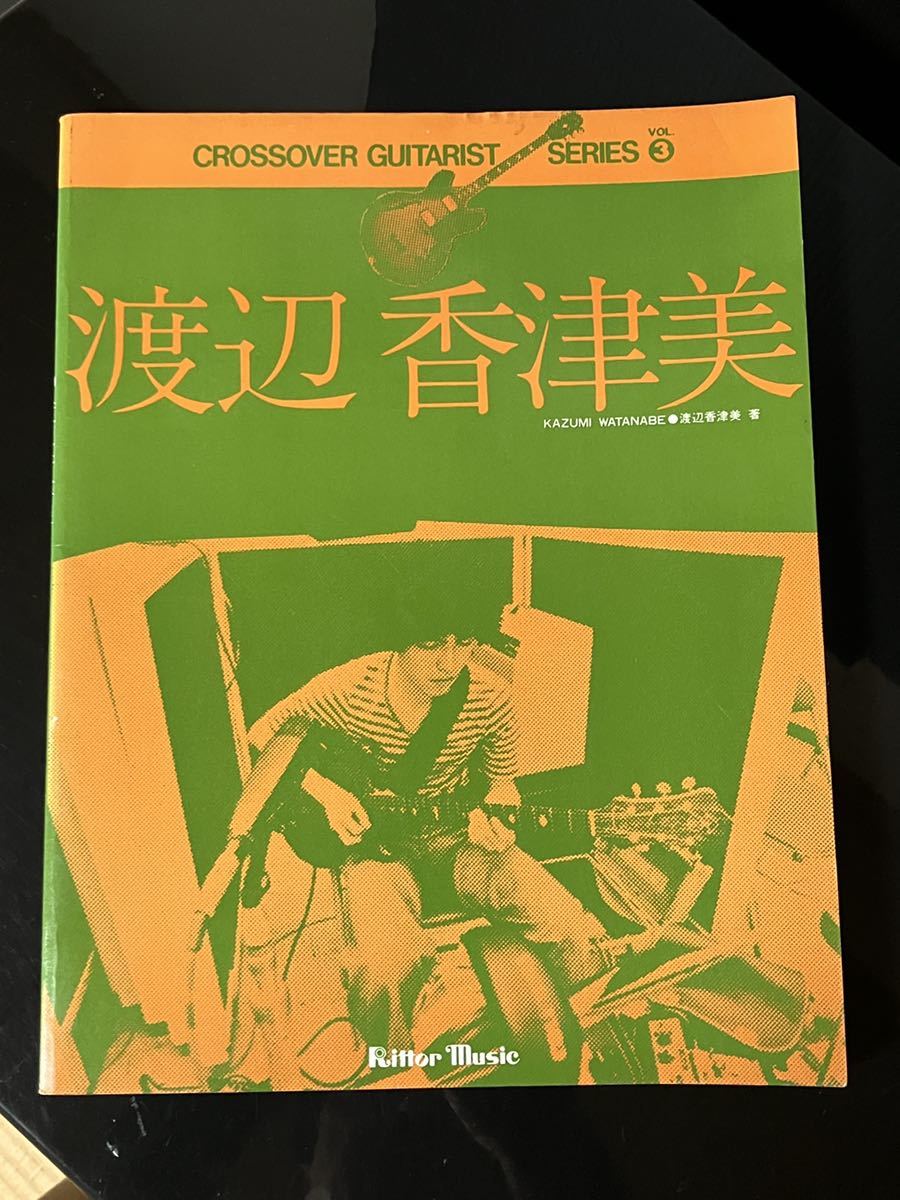 CROSSOVER GUITARIST SERIES VOL. 3
渡辺 香津美
KAZUMI WATANABE●渡辺香津美 著
Rittor Music